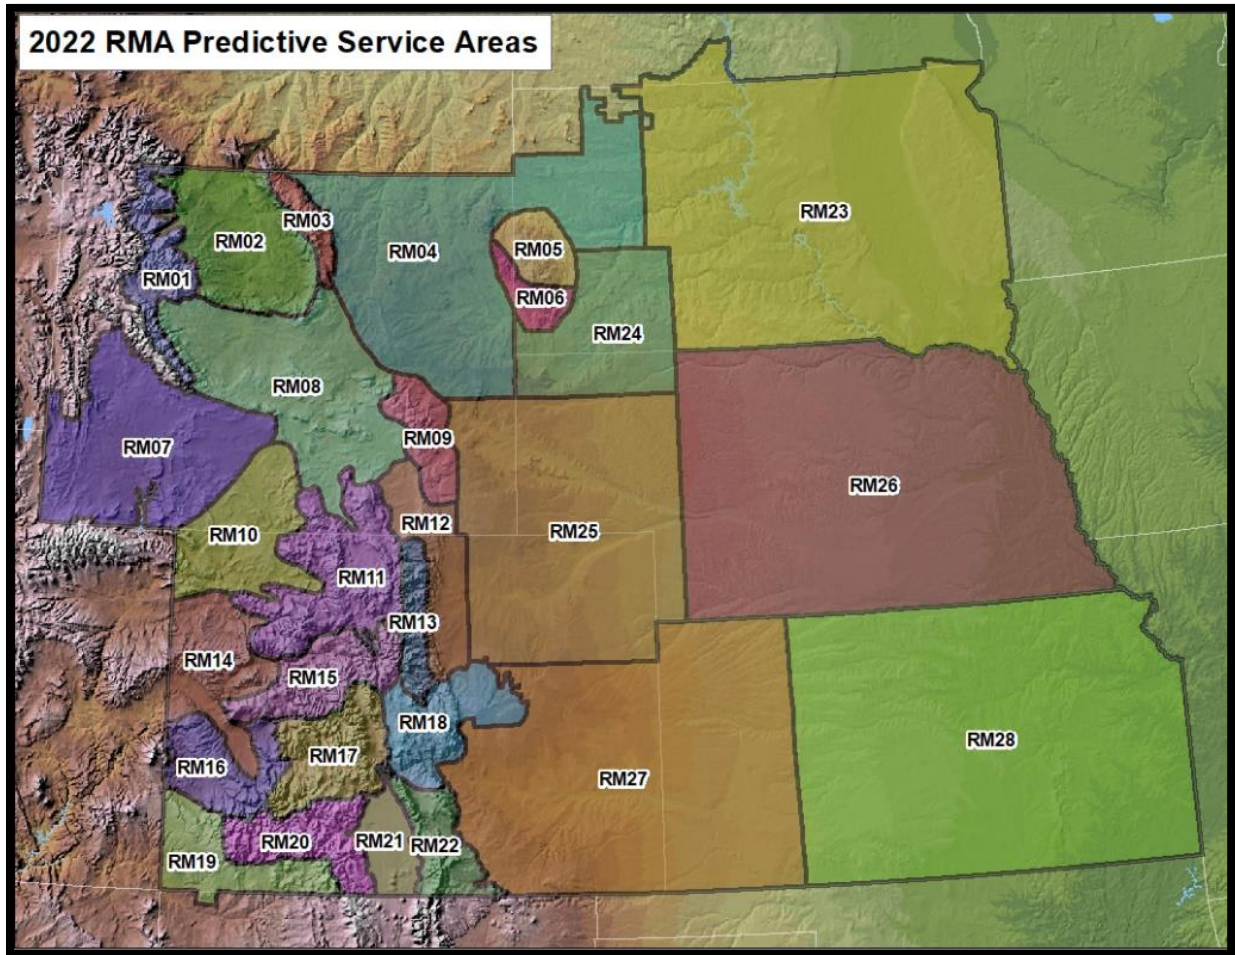 2022 RMA Predictive Service Areas
RM23
RM03
RM02
RM04
RM05
RM01
RM06
RM24
RM08
RM09
RM07
RM26
RM12
RM25
RM10
RM11
RM13
RM14
RM15
RM18
RM17
RM28
RM16
RM27
RM20
RM21
RM22
RM19